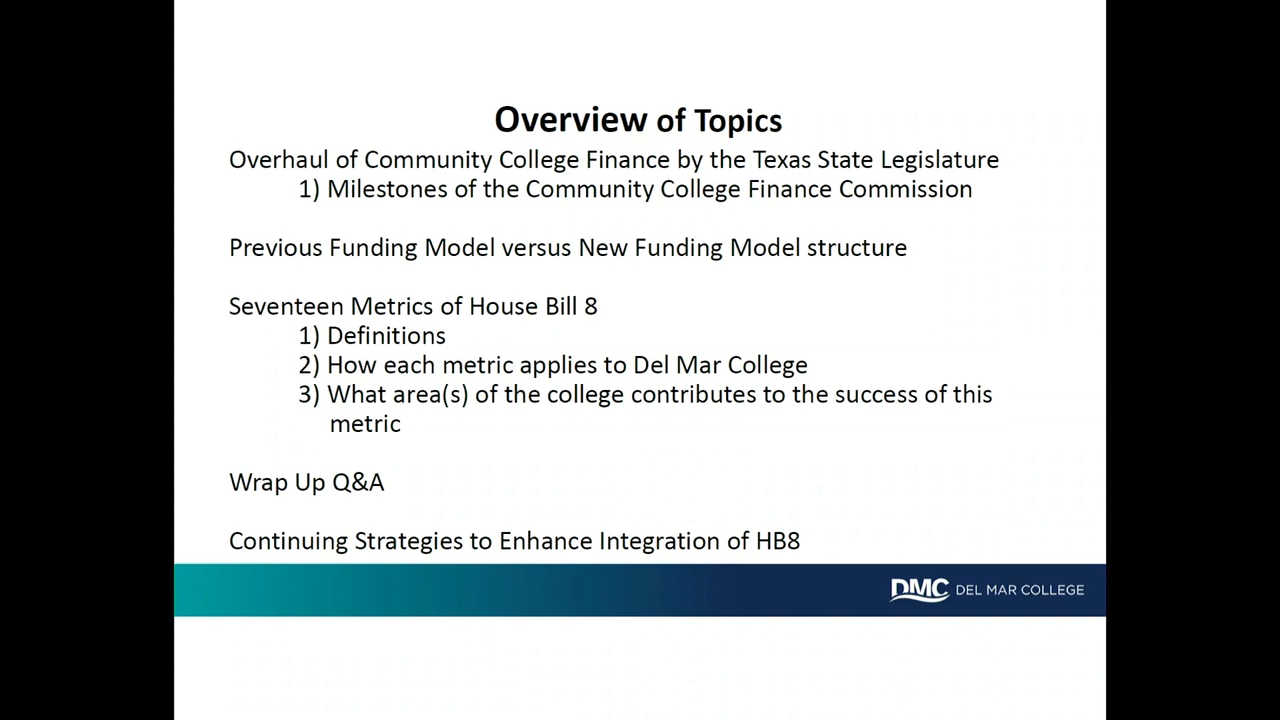 Overview of Topics
Overhaul of Community College Finance by the Texas State Legislature
1) Milestones of the Community College Finance Commission
Previous Funding Model versus New Funding Model structure
Seventeen Metrics of House Bill 8
1) Definitions
2) How each metric applies to Del Mar College
3) What area(s) of the college contributes to the success of this
metric
Wrap Up Q&A
Continuing Strategies to Enhance Integration of HB8
DMC DEL MAR COLLEGE